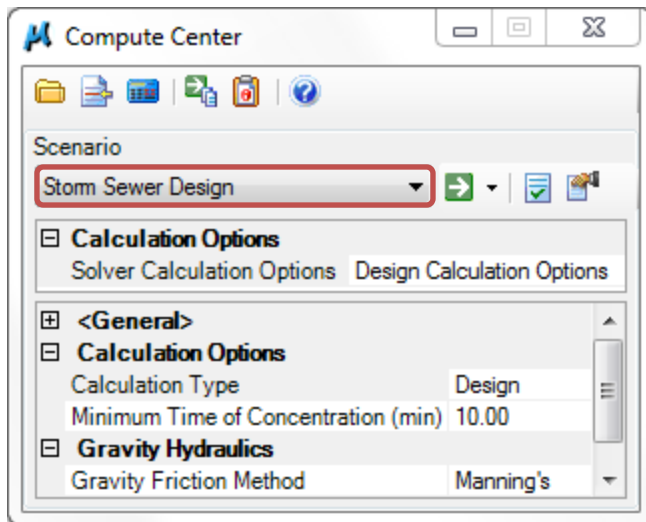 Compute Center
Scenario
Storm Sewer Design
Calculation Options
Solver Calculation Options Design Calculation Options
<General>
Calculation Options
Calculation Type Design
Minimum Time of Concentration (min) 10.00
Gravity Hydraulics
Gravity Friction Method Manning's